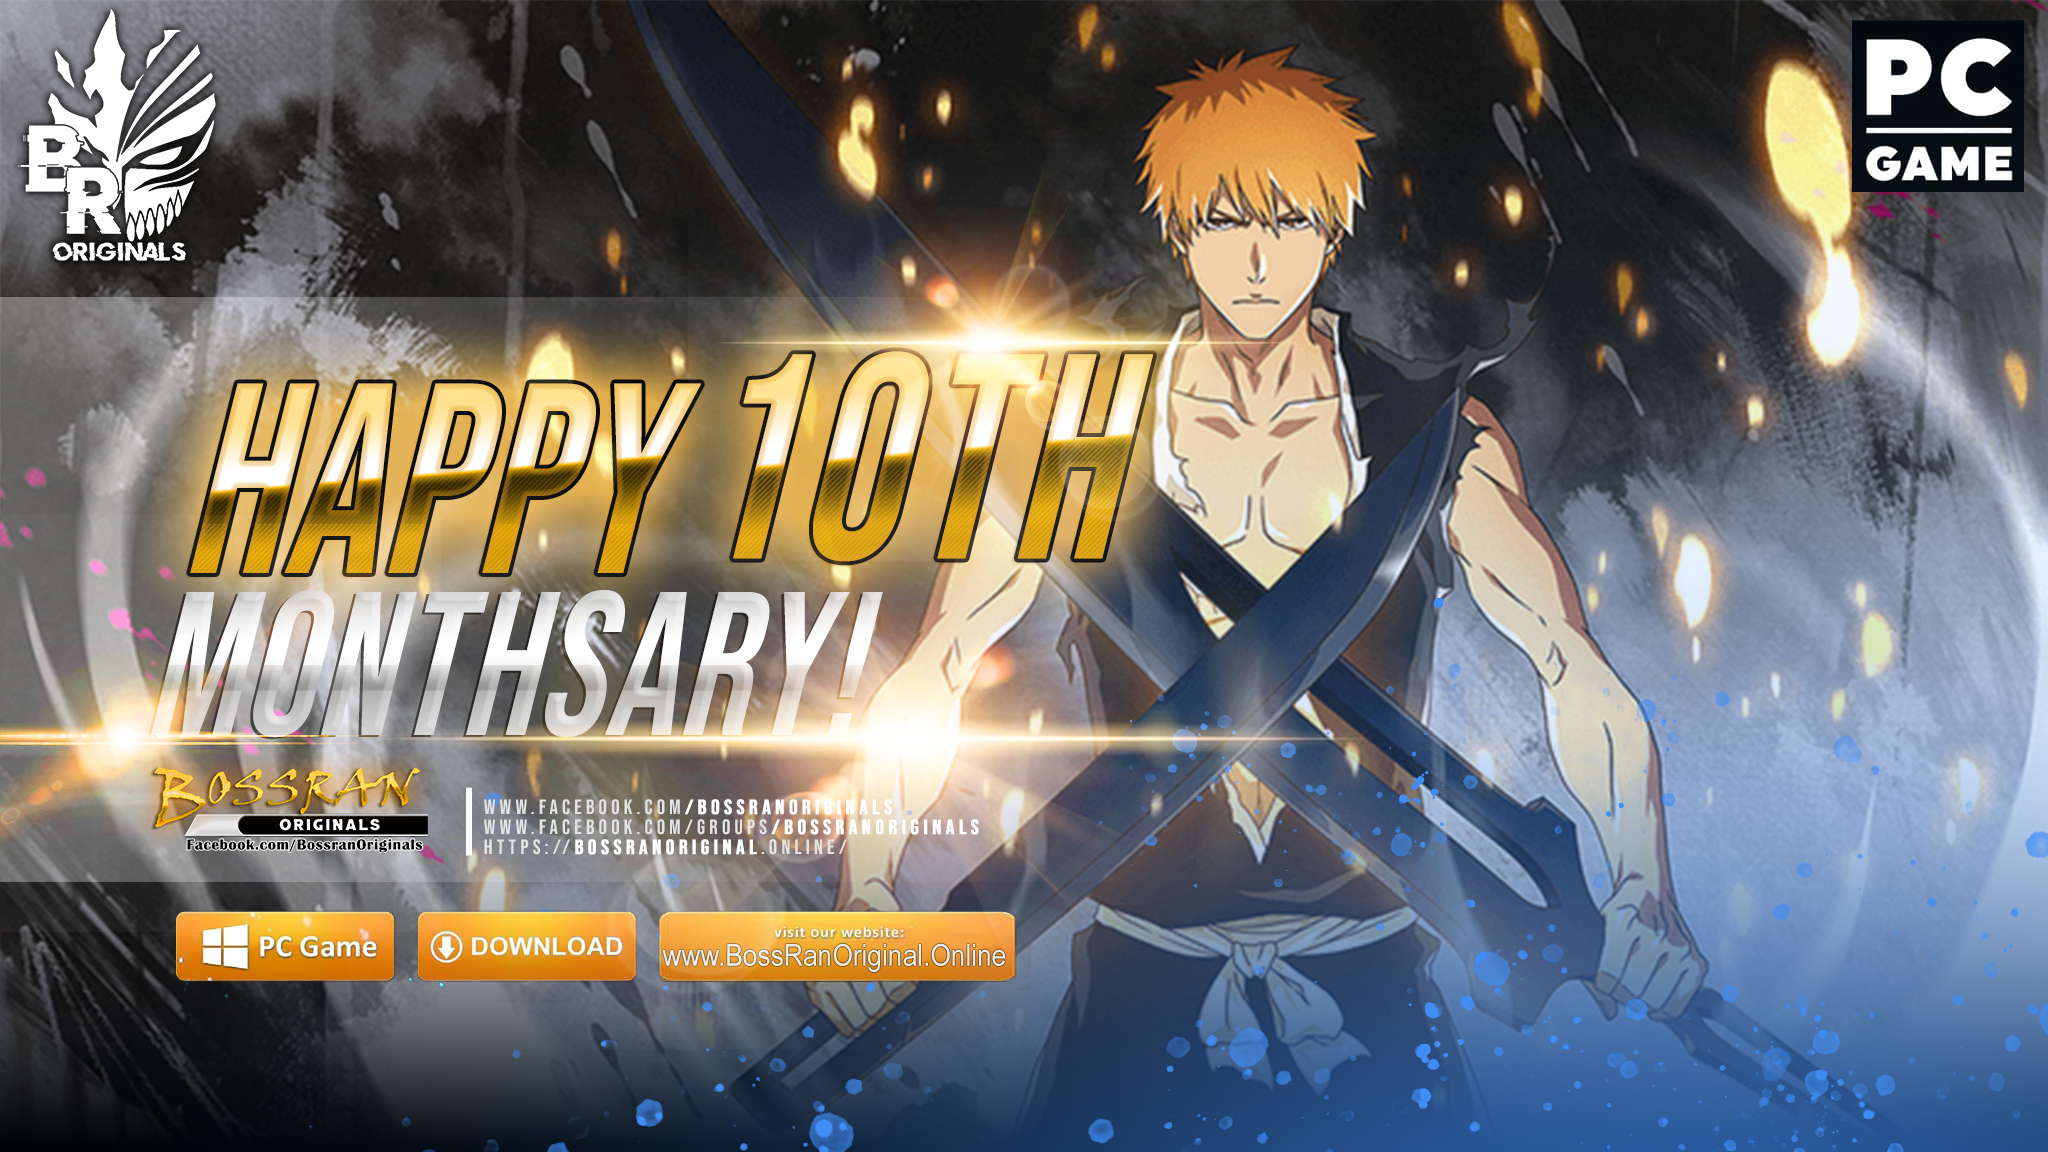 BR
ORIGINALS
PC
GAME
HAPPY 10TH
MONTHSARY!
BOSSRAN
ORIGINALS
Facebook.com/BossranOriginals
WWW.FACEBOOK.COM/BOSSRANORIGINALS
WWW.FACEBOOK.COM/GROUPS/BOSSRANORIGINALS
HTTPS://BOSSRANORIGINAL.ONLINE/
PC Game
DOWNLOAD
visit our website:
www.BossRanOriginal.Online